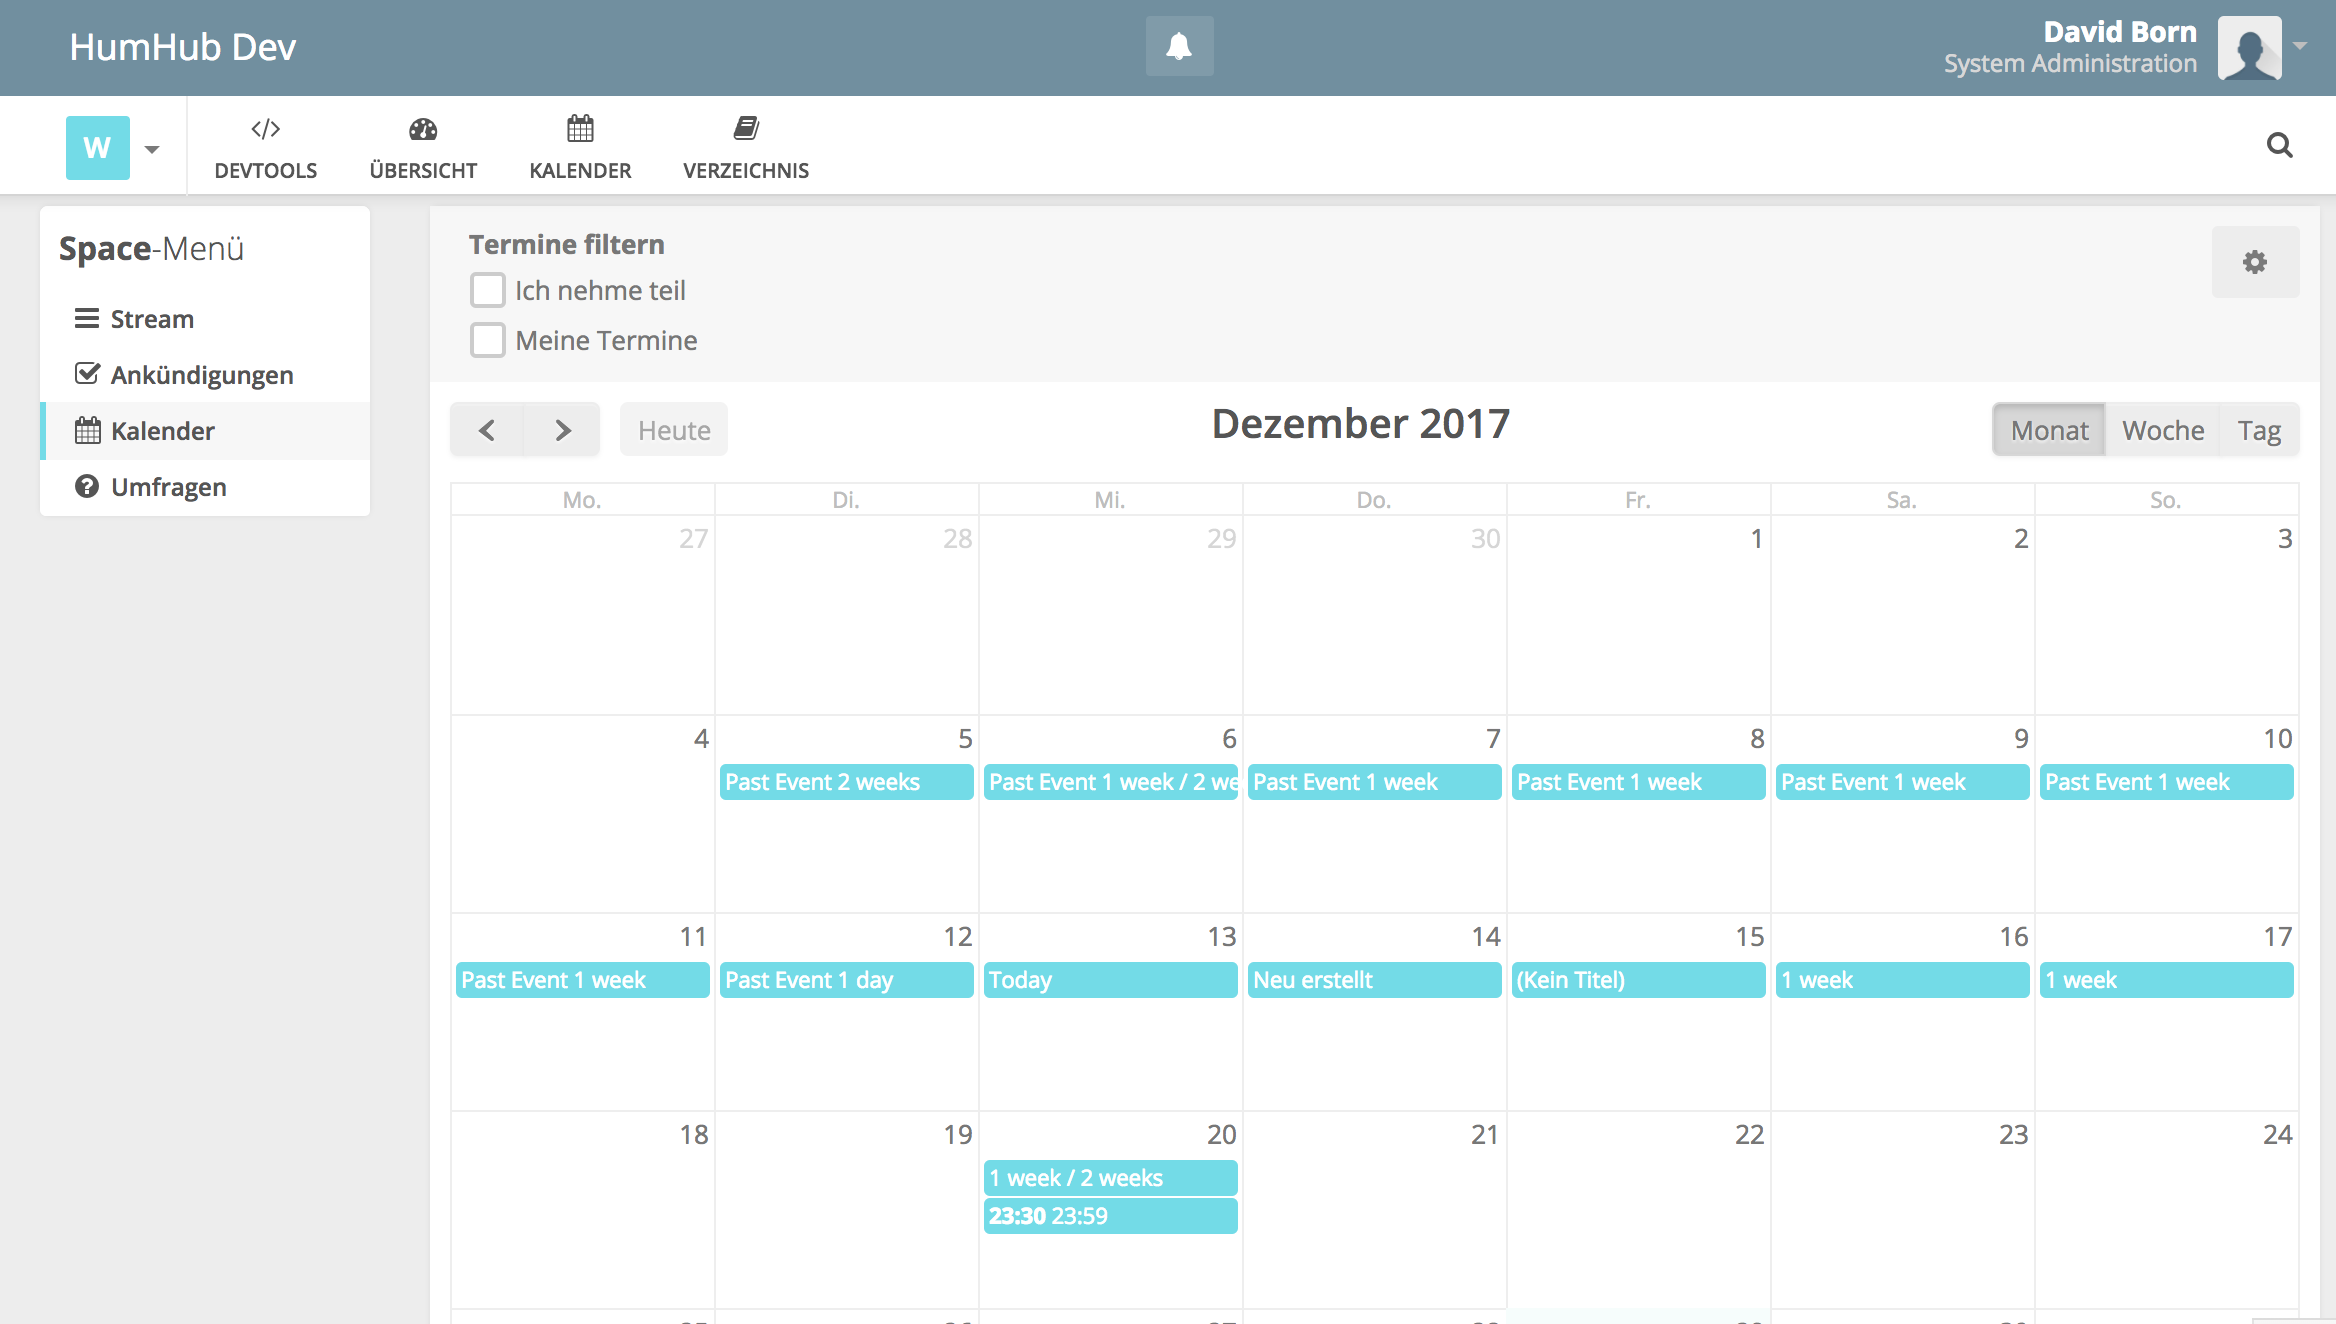 HumHub Dev
David Born
System Administration
W
DEVTOOLS
ÜBERSICHT
KALENDER
VERZEICHNIS
Space-Menü
Stream
Ankündigungen
Kalender
Umfragen
Termine filtern
Ich nehme teil
Meine Termine
Heute
Dezember 2017
Monat Woche Tag
Mo. Di. Mi. Do. Fr. Sa. So.
27 28 29 30 1 2 3
4 5 6 7 8 9 10
Past Event 2 weeks
Past Event 1 week / 2 we
Past Event 1 week
Past Event 1 week
Past Event 1 week
Past Event 1 week
11 12 13 14 15 16 17
Past Event 1 week
Past Event 1 day
Today
Neu erstellt
(Kein Titel)
1 week
1 week
18 19 20 21 22 23 24
1 week / 2 weeks
23:30 23:59